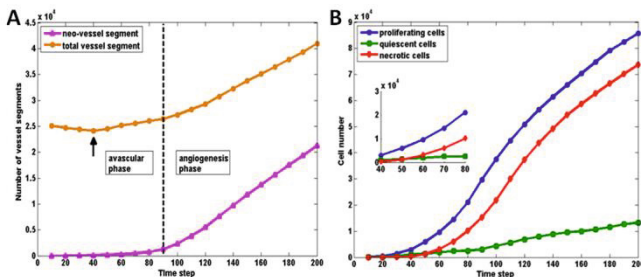 A
x 10^4
4.5
4
3.5
3
2.5
2
1.5
1
0.5
0
0 20 40 60 80 100 120 140 160 180 200
Number of vessel segments
Time step
neo-vessel segment
total vessel segment
avascular phase
angiogenesis phase
B
x 10^4
9
8
7
6
5
4
3
2
1
0
0 20 40 60 80 100 120 140 160 180 200
Cell number
Time step
proliferating cells
quiescent cells
necrotic cells
x 10^4
3
2
1
0
40 50 60 70 80